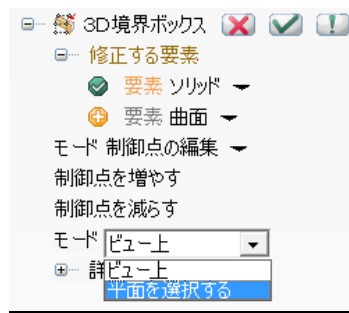 3D境界ボックス
修正する要素
要素 ソリッド
要素 曲面
モード 制御点の編集
制御点を増やす
制御点を減らす
モード ビュー上
詳 ビュー上
平面を選択する